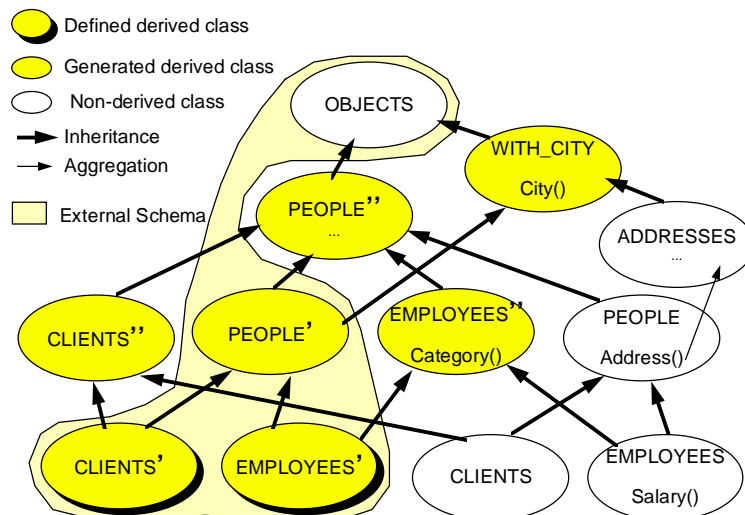 Defined derived class
Generated derived class
Non-derived class
Inheritance
Aggregation
External Schema
OBJECTS
WITH_CITY
City()
PEOPLE''
...
ADDRESSES
...
CLIENTS''
PEOPLE'
EMPLOYEES''
Category()
PEOPLE
Address()
CLIENTS'
EMPLOYEES'
CLIENTS
EMPLOYEES
Salary()